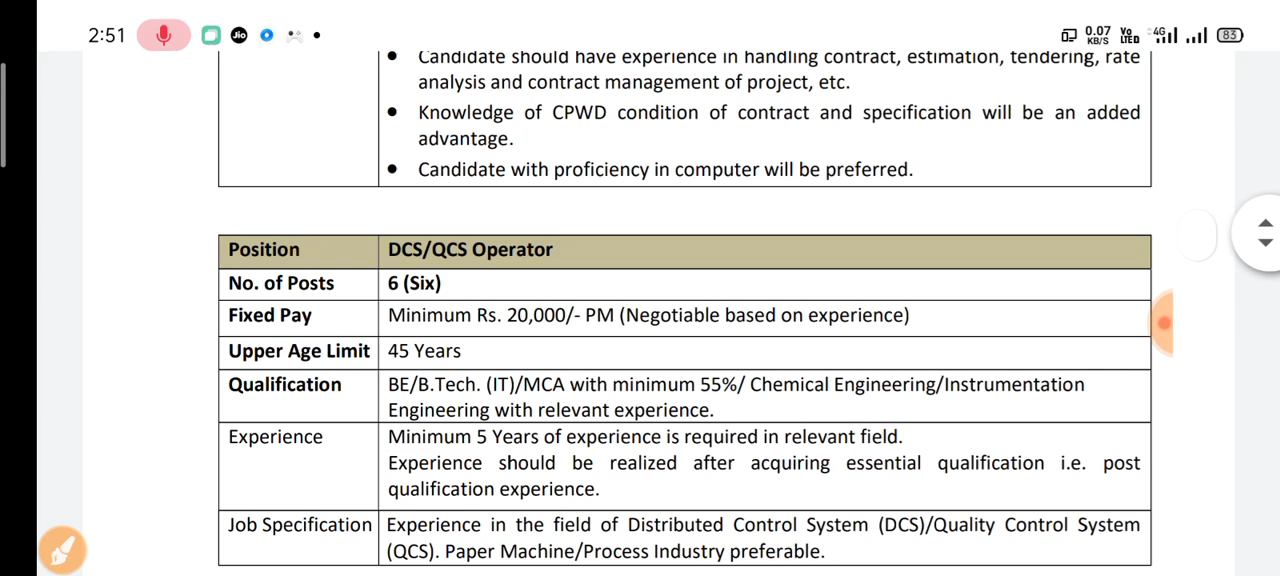 2:51 Jio 0.07 KB/S Vo LTE 4G 83
• Candidate should have experience in handling contract, estimation, tendering, rate
analysis and contract management of project, etc.
• Knowledge of CPWD condition of contract and specification will be an added
advantage.
• Candidate with proficiency in computer will be preferred.
Position DCS/QCS Operator
No. of Posts 6 (Six)
Fixed Pay Minimum Rs. 20,000/- PM (Negotiable based on experience)
Upper Age Limit 45 Years
Qualification BE/B.Tech. (IT)/MCA with minimum 55%/ Chemical Engineering/Instrumentation
Engineering with relevant experience.
Experience Minimum 5 Years of experience is required in relevant field.
Experience should be realized after acquiring essential qualification i.e. post
qualification experience.
Job Specification Experience in the field of Distributed Control System (DCS)/Quality Control System
(QCS). Paper Machine/Process Industry preferable.